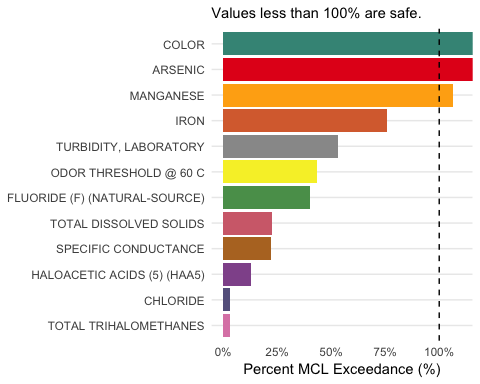 Values less than 100% are safe.
COLOR
ARSENIC
MANGANESE
IRON
TURBIDITY, LABORATORY
ODOR THRESHOLD @ 60 C
FLUORIDE (F) (NATURAL-SOURCE)
TOTAL DISSOLVED SOLIDS
SPECIFIC CONDUCTANCE
HALOACETIC ACIDS (5) (HAA5)
CHLORIDE
TOTAL TRIHALOMETHANES
0% 25% 50% 75% 100%
Percent MCL Exceedance (%)